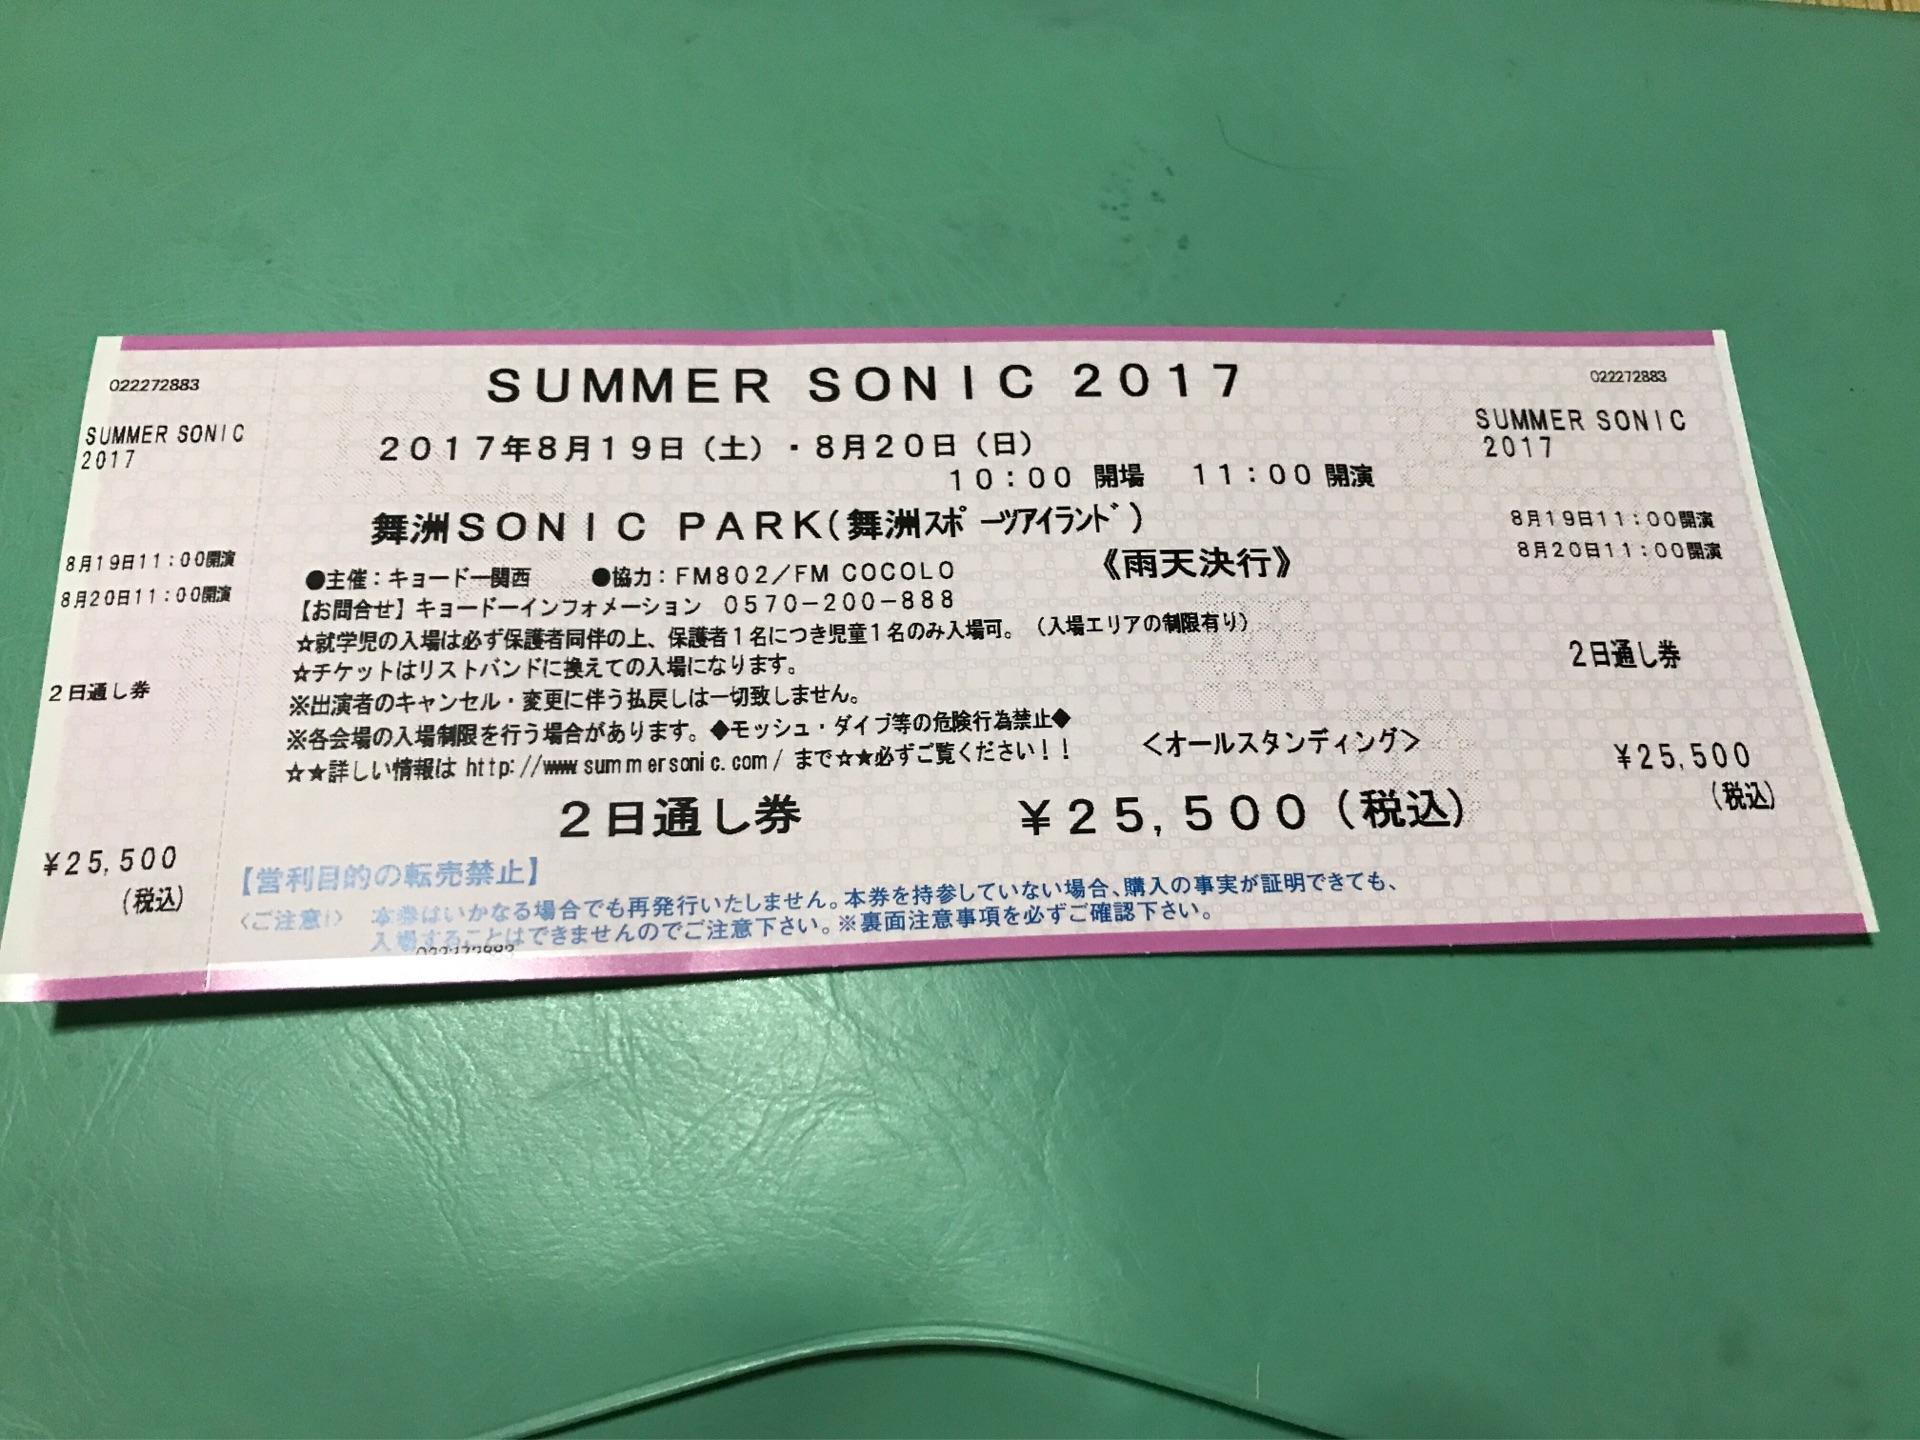 022272883
SUMMER SONIC
2017
8月19日11:00開演
8月20日11:00開演
2日通し券
¥25,500
(税込)
SUMMER SONIC 2017
2017年8月19日(土)・8月20日(日)
10:00 開場 11:00 開演
舞洲SONIC PARK(舞洲スポーツアイランド)
《雨天決行》
●主催:キョードー関西 ●協力:FM802/FM COCOLO
【お問合せ】キョードーインフォメーション 0570-200-888
☆就学児の入場は必ず保護者同伴の上、保護者1名につき児童1名のみ入場可。(入場エリアの制限有り)
☆チケットはリストバンドに換えての入場になります。
※出演者のキャンセル・変更に伴う払戻しは一切致しません。
※各会場の入場制限を行う場合があります。◆モッシュ・ダイブ等の危険行為禁止◆
☆☆詳しい情報は http://www.summersonic.com/ まで☆☆必ずご覧ください!!
<オールスタンディング>
2日通し券 ¥25,500(税込)
【営利目的の転売禁止】
<ご注意!> 本券はいかなる場合でも再発行いたしません。本券を持参していない場合、購入の事実が証明できても、
入場することはできませんのでご注意下さい。※裏面注意事項を必ずご確認下さい。
022272883
022272883
SUMMER SONIC
2017
8月19日11:00開演
8月20日11:00開演
2日通し券
¥25,500
(税込)